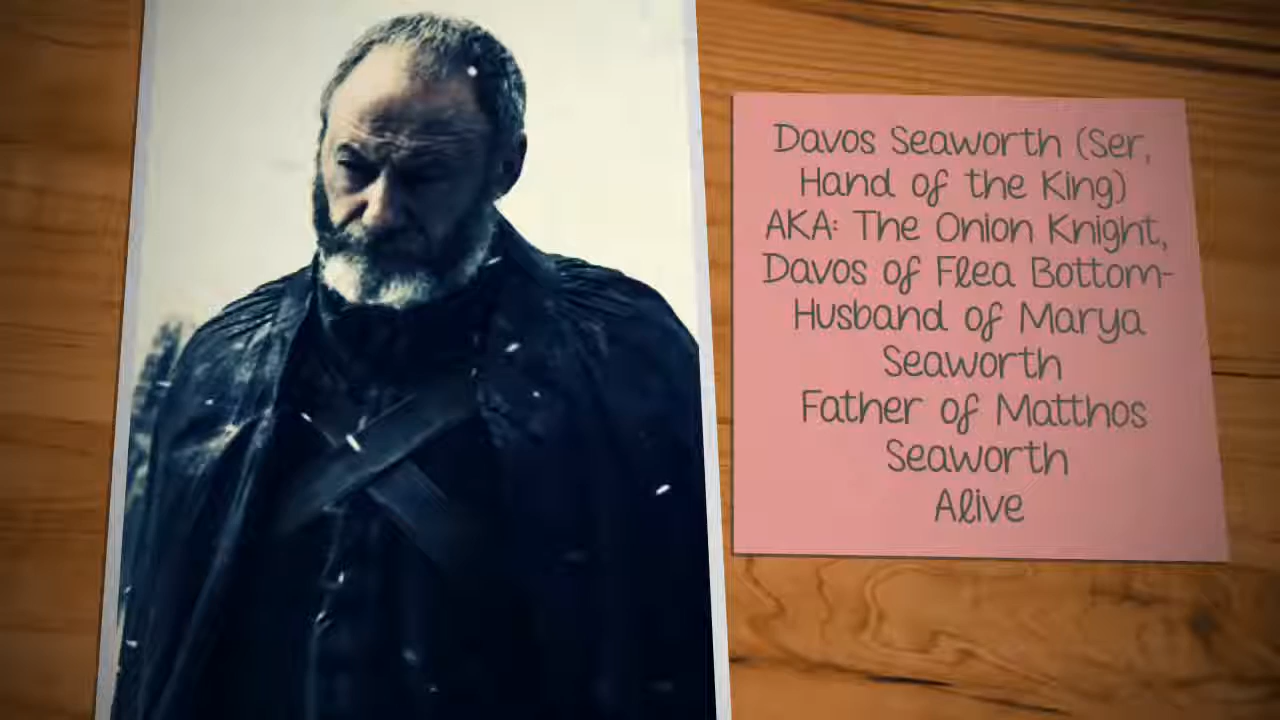 Davos Seaworth (Ser,
Hand of the King)
AKA: The Onion Knight,
Davos of Flea Bottom-
Husband of Marya
Seaworth
Father of Matthos
Seaworth
Alive